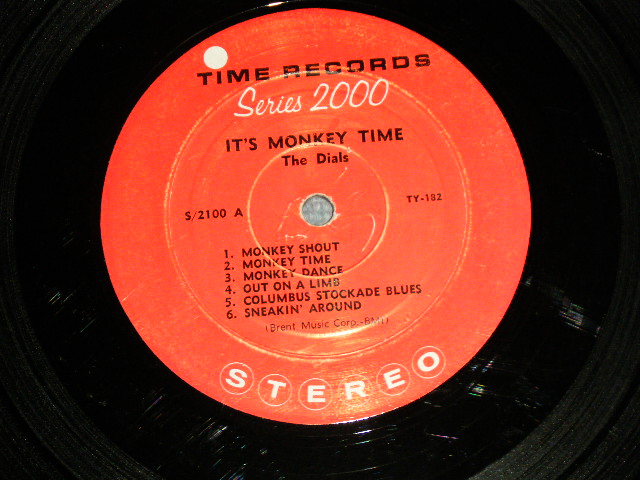 TIME RECORDS
Series 2000
IT'S MONKEY TIME
The Dials
S/2100 A
TY-182
1. MONKEY SHOUT
2. MONKEY TIME
3. MONKEY DANCE
4. OUT ON A LIMB
5. COLUMBUS STOCKADE BLUES
6. SNEAKIN' AROUND
(Brent Music Corp.-BMI)
STEREO